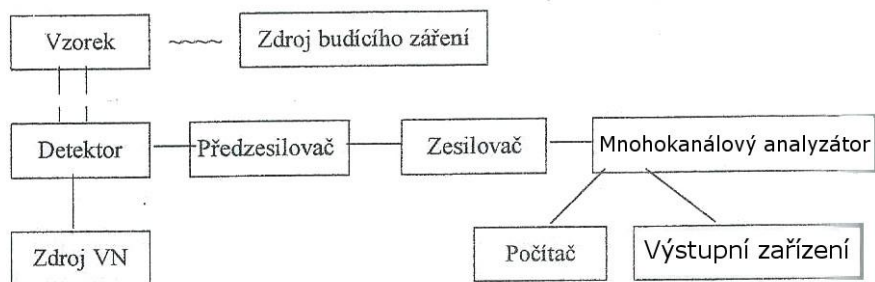 Vzorek
Zdroj budícího záření
Detektor
Předzesilovač
Zesilovač
Mnohokanálový analyzátor
Zdroj VN
Počítač
Výstupní zařízení